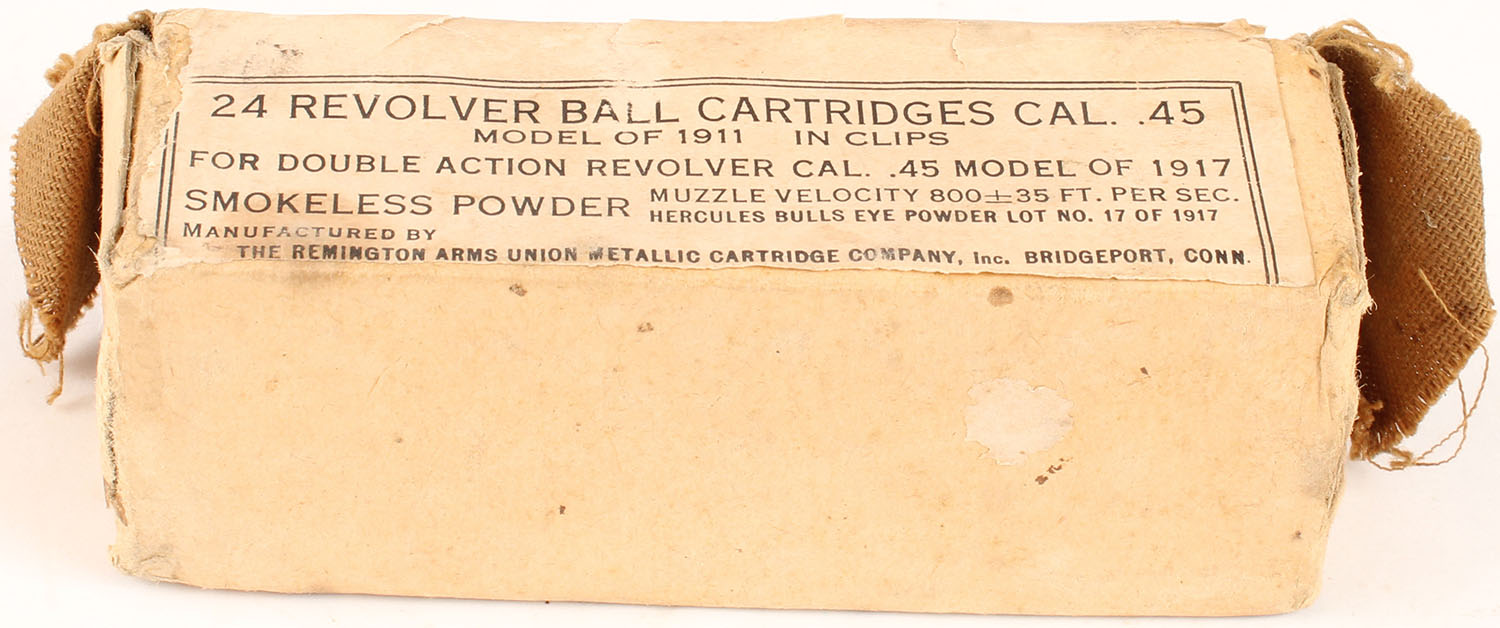 24 REVOLVER BALL CARTRIDGES CAL. .45
MODEL OF 1911 IN CLIPS
FOR DOUBLE ACTION REVOLVER CAL. .45 MODEL OF 1917
SMOKELESS POWDER MUZZLE VELOCITY 800±35 FT. PER SEC.
HERCULES BULLS EYE POWDER LOT NO. 17 OF 1917
MANUFACTURED BY
THE REMINGTON ARMS UNION METALLIC CARTRIDGE COMPANY, Inc. BRIDGEPORT, CONN.